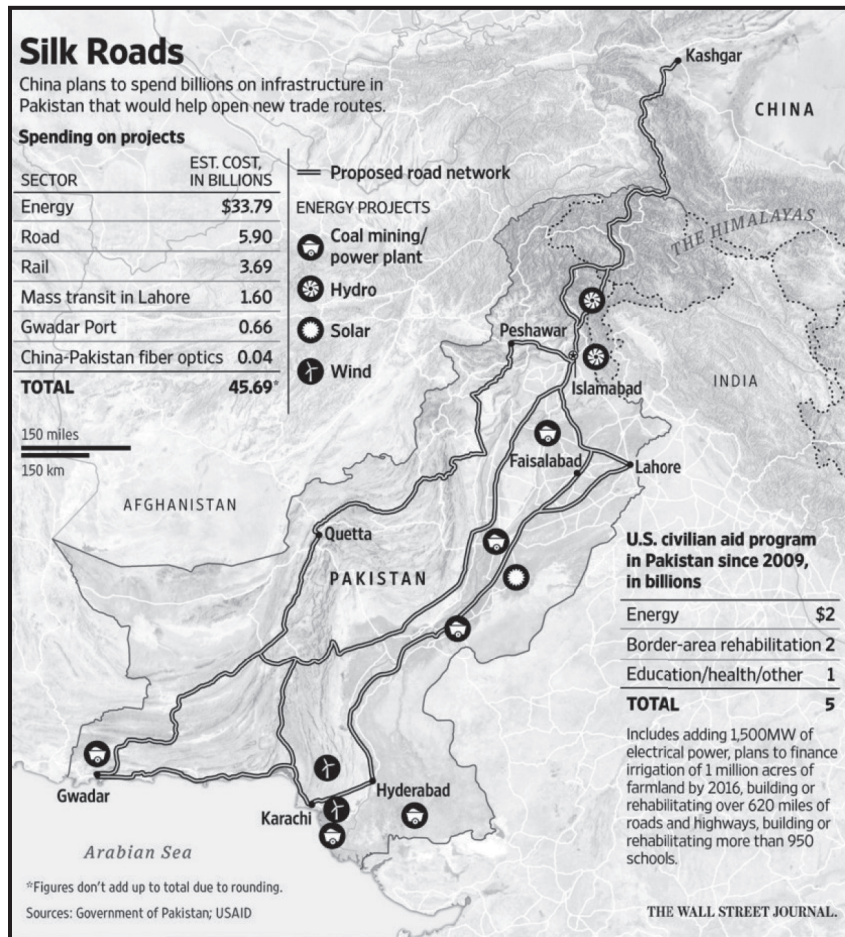 Silk Roads
China plans to spend billions on infrastructure in
Pakistan that would help open new trade routes.
Spending on projects
SECTOR EST. COST, IN BILLIONS
Energy $33.79
Road 5.90
Rail 3.69
Mass transit in Lahore 1.60
Gwadar Port 0.66
China-Pakistan fiber optics 0.04
TOTAL 45.69*
150 miles
150 km
Proposed road network
ENERGY PROJECTS
Coal mining/
power plant
Hydro
Solar
Wind
Kashgar
CHINA
THE HIMALAYAS
Peshawar
Islamabad
INDIA
Faisalabad
Lahore
AFGHANISTAN
Quetta
PAKISTAN
Gwadar
Karachi
Hyderabad
Arabian Sea
U.S. civilian aid program
in Pakistan since 2009,
in billions
Energy $2
Border-area rehabilitation 2
Education/health/other 1
TOTAL 5
Includes adding 1,500MW of
electrical power, plans to finance
irrigation of 1 million acres of
farmland by 2016, building or
rehabilitating over 620 miles of
roads and highways, building or
rehabilitating more than 950
schools.
*Figures don't add up to total due to rounding.
Sources: Government of Pakistan; USAID
THE WALL STREET JOURNAL.